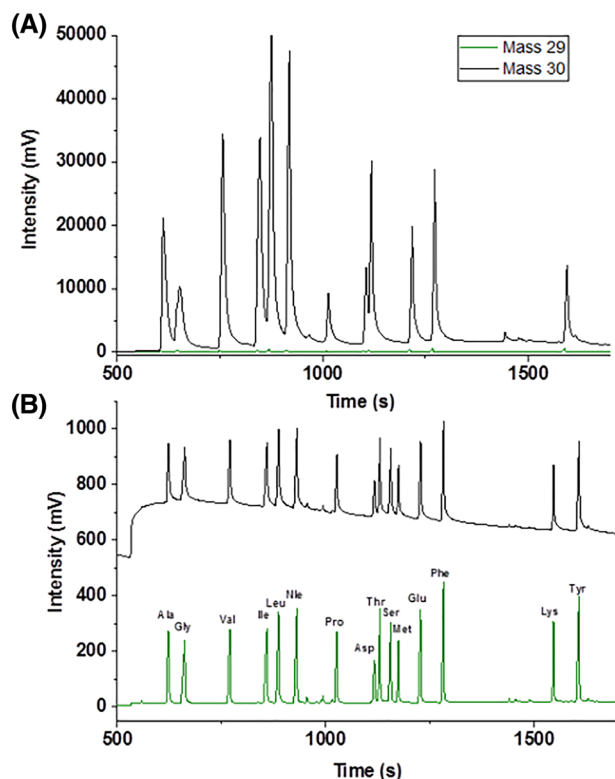 (A)
Mass 29
Mass 30
50000
40000
30000
20000
10000
0
Intensity (mV)
500
1000
1500
Time (s)
(B)
1000
800
600
400
200
0
Intensity (mV)
Ala
Gly
Val
Ile
Leu
Nle
Pro
Asp
Thr
Ser
Met
Glu
Phe
Lys
Tyr
500
1000
1500
Time (s)